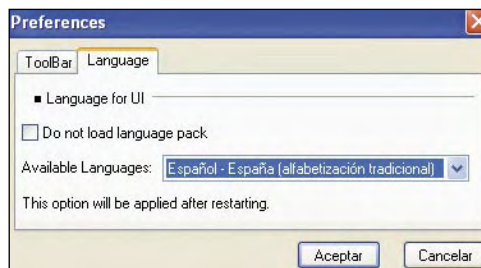 Preferences
ToolBar Language
Language for UI
Do not load language pack
Available Languages: Español - España (alfabetización tradicional)
This option will be applied after restarting.
Aceptar Cancelar